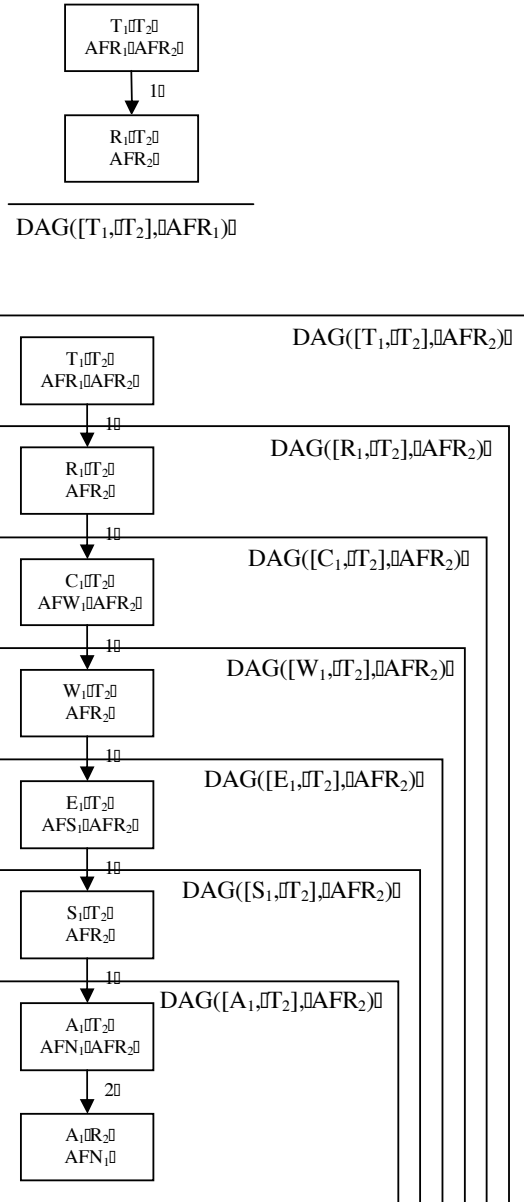 T₁ T₂
AFR₁ AFR₂
1
R₁ T₂
AFR₂
DAG([T₁, T₂], AFR₁)
DAG([T₁, T₂], AFR₂)
T₁ T₂
AFR₁ AFR₂
1
DAG([R₁, T₂], AFR₂)
R₁ T₂
AFR₂
1
DAG([C₁, T₂], AFR₂)
C₁ T₂
AFW₁ AFR₂
1
DAG([W₁, T₂], AFR₂)
W₁ T₂
AFR₂
1
DAG([E₁, T₂], AFR₂)
E₁ T₂
AFS₁ AFR₂
1
DAG([S₁, T₂], AFR₂)
S₁ T₂
AFR₂
1
DAG([A₁, T₂], AFR₂)
A₁ T₂
AFN₁ AFR₂
2
A₁ R₂
AFN₁